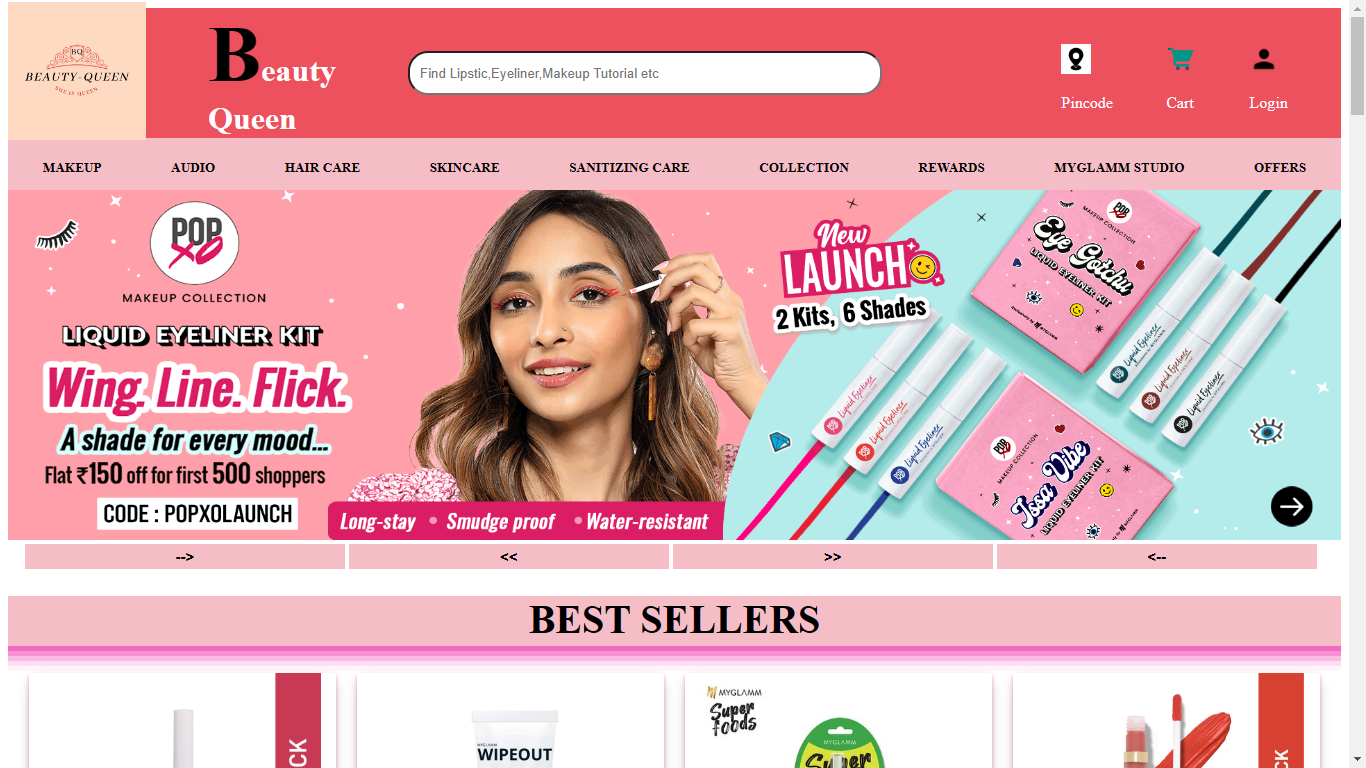 BQ
BEAUTY-QUEEN
SHE IS QUEEN
Beauty
Queen
Find Lipstic,Eyeliner,Makeup Tutorial etc
Pincode
Cart
Login
MAKEUP
AUDIO
HAIR CARE
SKINCARE
SANITIZING CARE
COLLECTION
REWARDS
MYGLAMM STUDIO
OFFERS
POP
XO
MAKEUP COLLECTION
LIQUID EYELINER KIT
Wing. Line. Flick.
A shade for every mood...
Flat ₹150 off for first 500 shoppers
CODE : POPXOLAUNCH
Long-stay • Smudge proof • Water-resistant
New
LAUNCH
2 Kits, 6 Shades
POP
XO
MAKEUP COLLECTION
Eye Gotchu
LIQUID EYELINER KIT
Liquid Eyeliner
Liquid Eyeliner
Liquid Eyeliner
Liquid Eyeliner
Liquid Eyeliner
Liquid Eyeliner
POP
XO
MAKEUP COLLECTION
Issa Vibe
LIQUID EYELINER KIT
-->
<<
>>
<--
BEST SELLERS
CK
MYGLAMM
WIPEOUT
MYGLAMM
Super
Foods
MYGLAMM
Super
CK